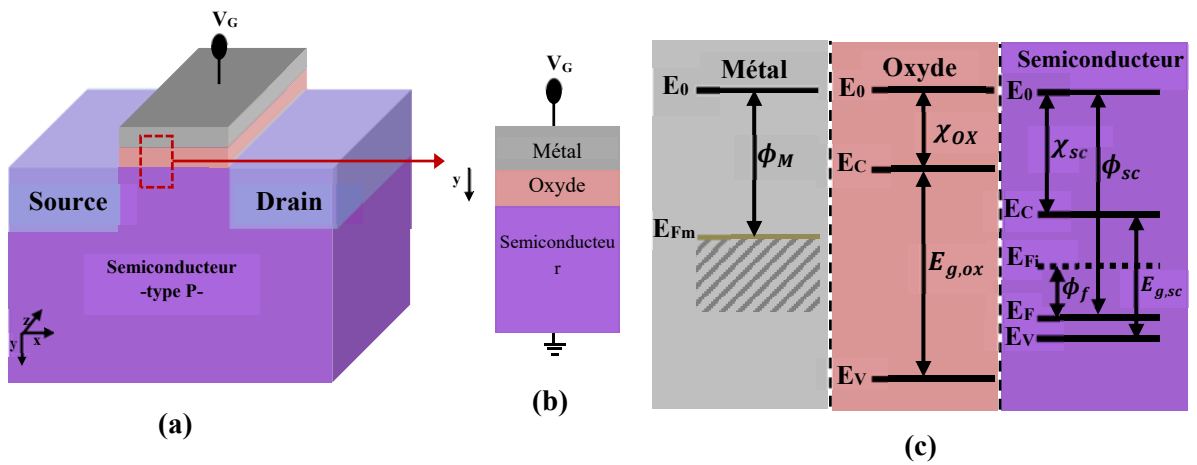 V_G
Source
Drain
Semiconducteur
-type P-
z
y
x
(a)
V_G
y
Métal
Oxyde
Semiconducteu
r
(b)
Métal
E0
ϕ_M
E_Fm
Oxyde
E0
χ_OX
E_C
E_g,ox
E_V
Semiconducteur
E0
χ_sc
ϕ_sc
E_C
E_Fi
ϕ_f
E_g,sc
E_F
E_V
(c)